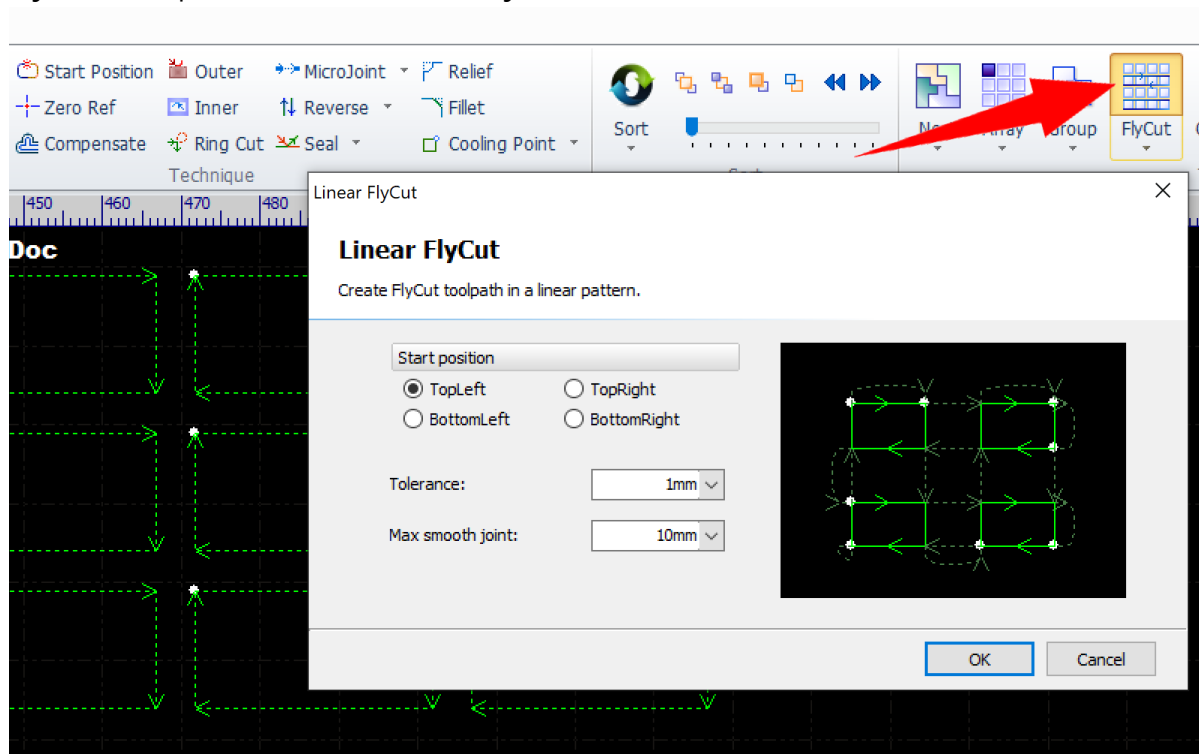 Start Position Outer MicroJoint Relief
Zero Ref Inner Reverse Fillet
Compensate Ring Cut Seal Cooling Point
Sort Group FlyCut
Technique
450 460 470 480
Doc
Linear FlyCut
Linear FlyCut
Create FlyCut toolpath in a linear pattern.
Start position
TopLeft TopRight
BottomLeft BottomRight
Tolerance: 1mm
Max smooth joint: 10mm
OK Cancel